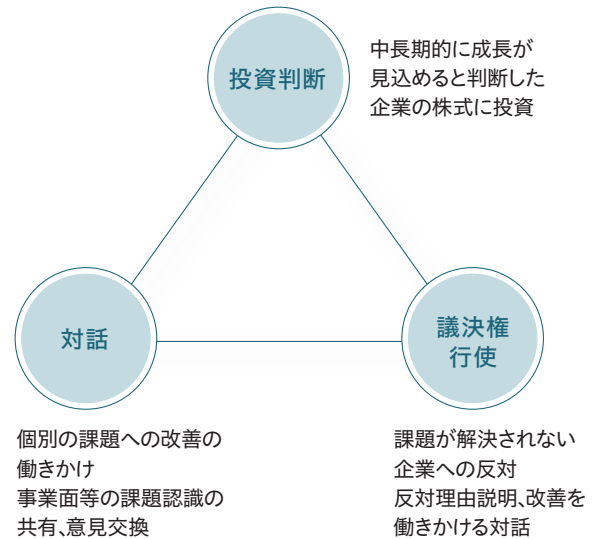 投資判断
中長期的に成長が
見込めると判断した
企業の株式に投資
対話
個別の課題への改善の
働きかけ
事業面等の課題認識の
共有、意見交換
議決権
行使
課題が解決されない
企業への反対
反対理由説明、改善を
働きかける対話